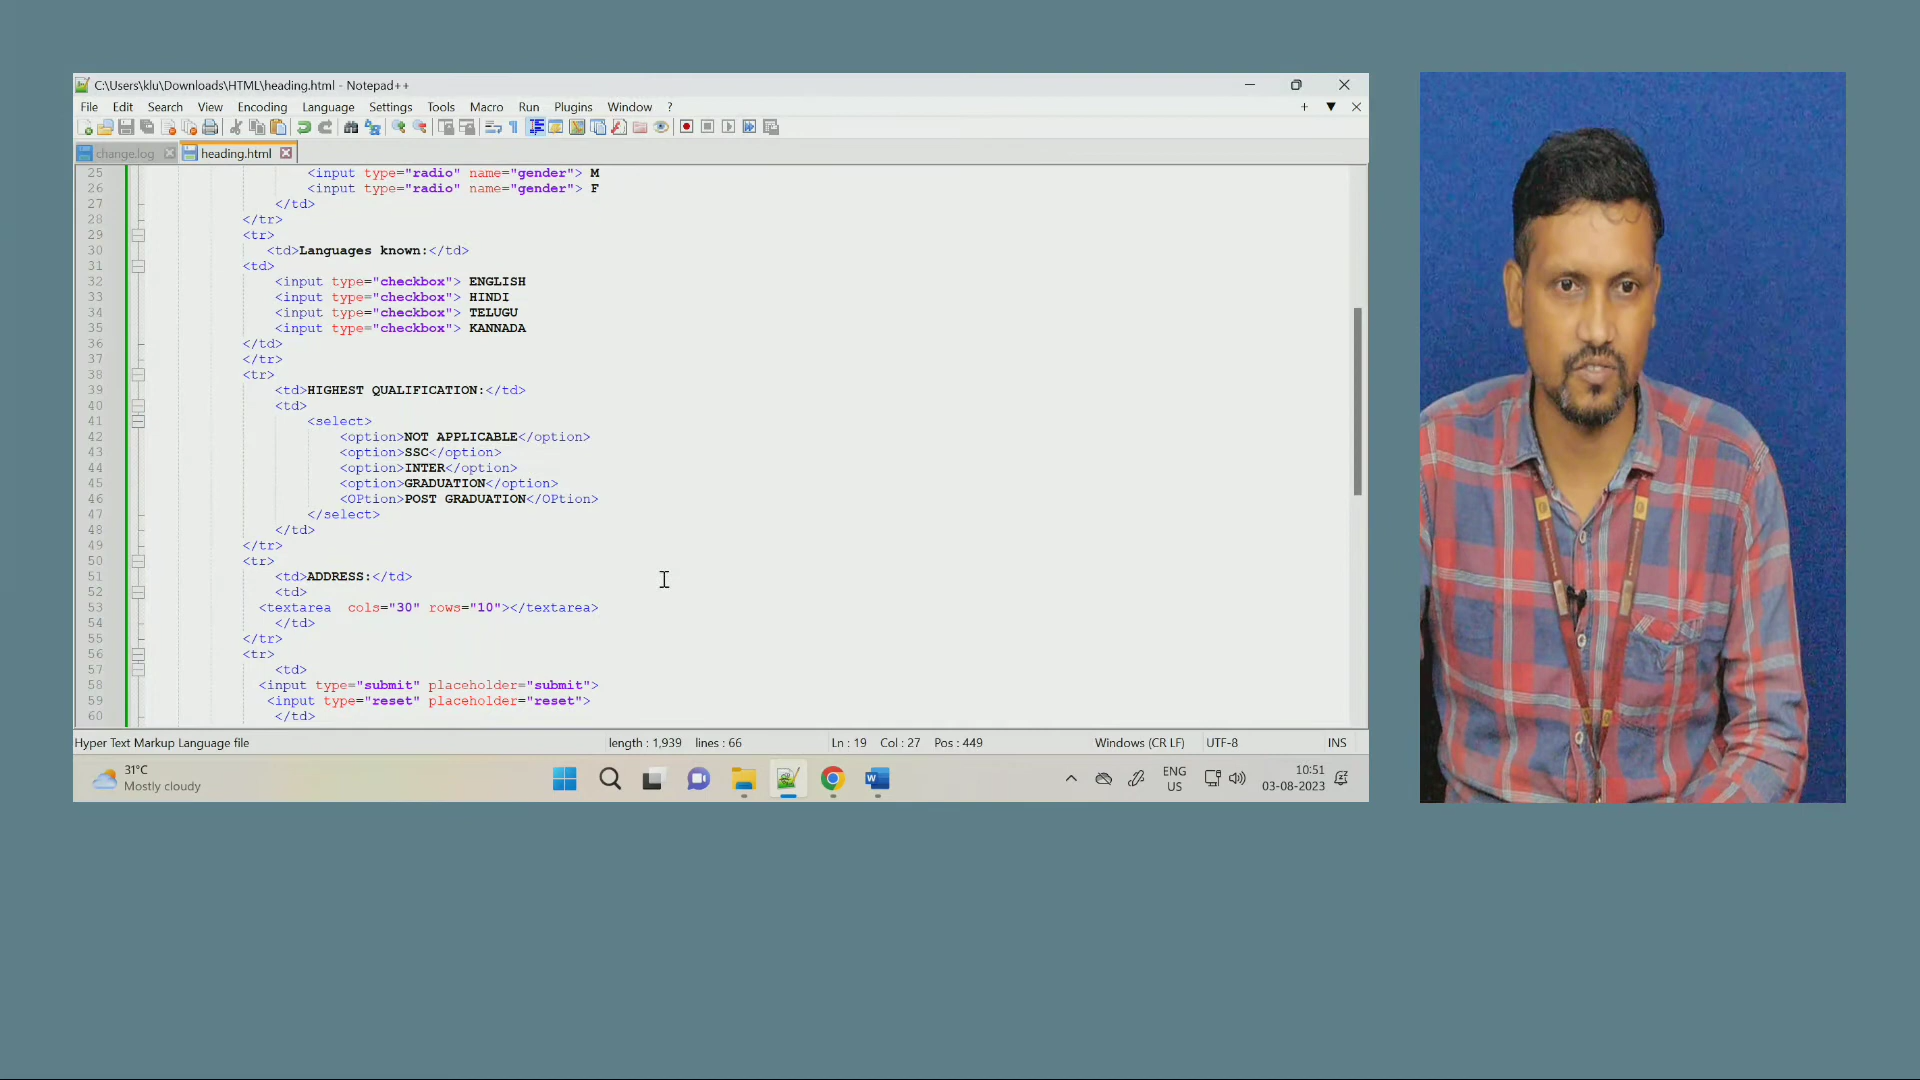 C:\Users\klu\Downloads\HTML\heading.html - Notepad++
File Edit Search View Encoding Language Settings Tools Macro Run Plugins Window ?
change.log heading.html
25 <input type="radio" name="gender"> M
26 <input type="radio" name="gender"> F
27 </td>
28 </tr>
29 <tr>
30 <td>Languages known:</td>
31 <td>
32 <input type="checkbox"> ENGLISH
33 <input type="checkbox"> HINDI
34 <input type="checkbox"> TELUGU
35 <input type="checkbox"> KANNADA
36 </td>
37 </tr>
38 <tr>
39 <td>HIGHEST QUALIFICATION:</td>
40 <td>
41 <select>
42 <option>NOT APPLICABLE</option>
43 <option>SSC</option>
44 <option>INTER</option>
45 <option>GRADUATION</option>
46 <OPtion>POST GRADUATION</OPtion>
47 </select>
48 </td>
49 </tr>
50 <tr>
51 <td>ADDRESS:</td>
52 <td>
53 <textarea  cols="30" rows="10"></textarea>
54 </td>
55 </tr>
56 <tr>
57 <td>
58 <input type="submit" placeholder="submit">
59 <input type="reset" placeholder="reset">
60 </td>
Hyper Text Markup Language file length : 1,939 lines : 66 Ln : 19 Col : 27 Pos : 449 Windows (CR LF) UTF-8 INS
31°C
Mostly cloudy
ENG
US
10:51
03-08-2023